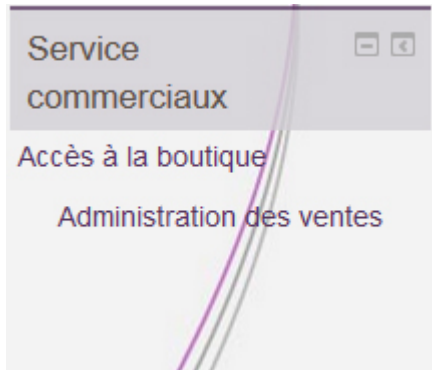 Service
commerciaux
Accès à la boutique
Administration des ventes